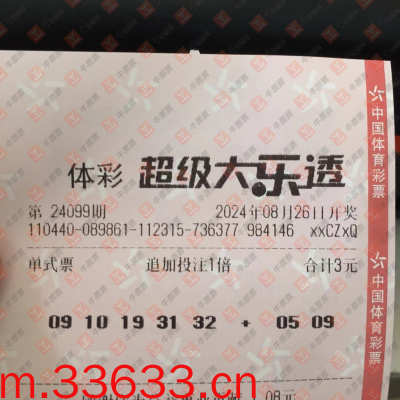 体彩 超级大乐透
第 24099期 2024年08月26日开奖
110440-089861-112315-736377 984146 xxCZxQ
单式票 追加投注1倍 合计3元
09 10 19 31 32 + 05 09
08元
m.33633.cn
中国体育彩票
中国体育彩票